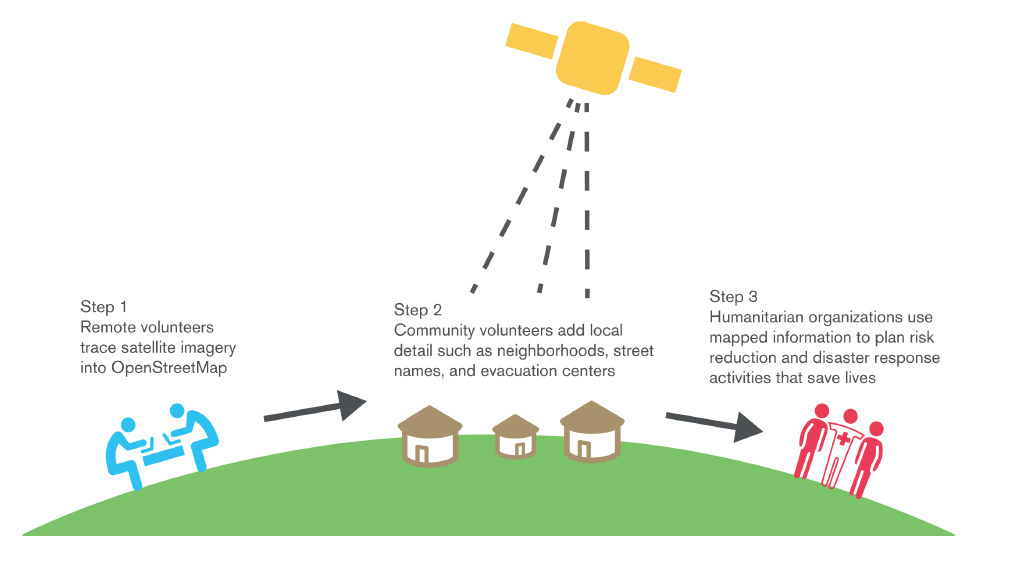 Step 1
Remote volunteers
trace satellite imagery
into OpenStreetMap
Step 2
Community volunteers add local
detail such as neighborhoods, street
names, and evacuation centers
Step 3
Humanitarian organizations use
mapped information to plan risk
reduction and disaster response
activities that save lives